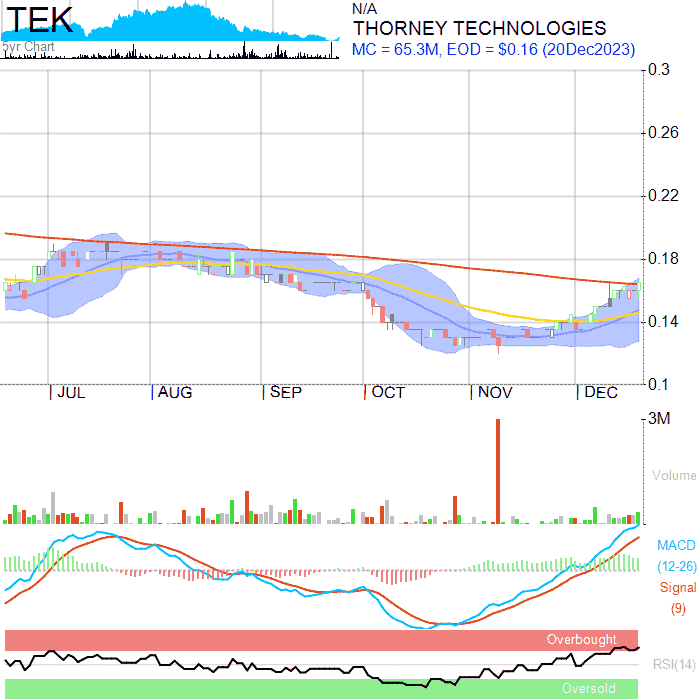 TEK
5yr Chart
N/A
THORNEY TECHNOLOGIES
MC = 65.3M, EOD = $0.16 (20Dec2023)
0.3
0.26
0.22
0.18
0.14
0.1
JUL
AUG
SEP
OCT
NOV
DEC
3M
Volume
MACD
(12-26)
Signal
(9)
Overbought
RSI(14)
Oversold